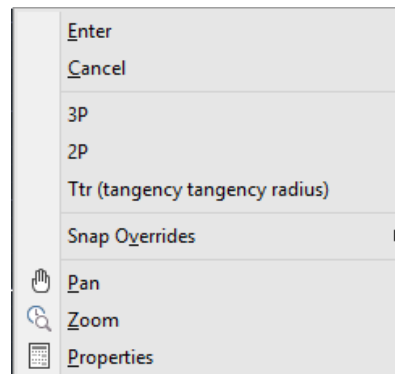 Enter
Cancel
3P
2P
Ttr (tangency tangency radius)
Snap Overrides
Pan
Zoom
Properties